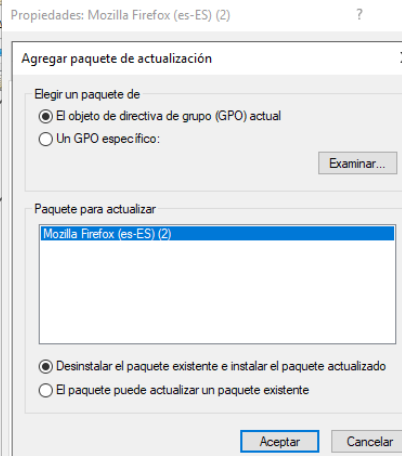 Propiedades: Mozilla Firefox (es-ES) (2)
?
Agregar paquete de actualización
Elegir un paquete de
El objeto de directiva de grupo (GPO) actual
Un GPO específico:
Examinar...
Paquete para actualizar
Mozilla Firefox (es-ES) (2)
Desinstalar el paquete existente e instalar el paquete actualizado
El paquete puede actualizar un paquete existente
Aceptar
Cancelar